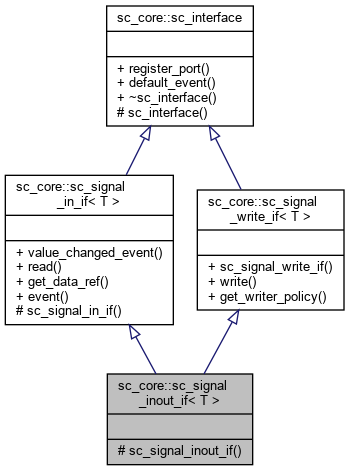 sc_core::sc_interface
+ register_port()
+ default_event()
+ ~sc_interface()
# sc_interface()
sc_core::sc_signal
_in_if< T >
+ value_changed_event()
+ read()
+ get_data_ref()
+ event()
# sc_signal_in_if()
sc_core::sc_signal
_write_if< T >
+ sc_signal_write_if()
+ write()
+ get_writer_policy()
sc_core::sc_signal
_inout_if< T >
# sc_signal_inout_if()